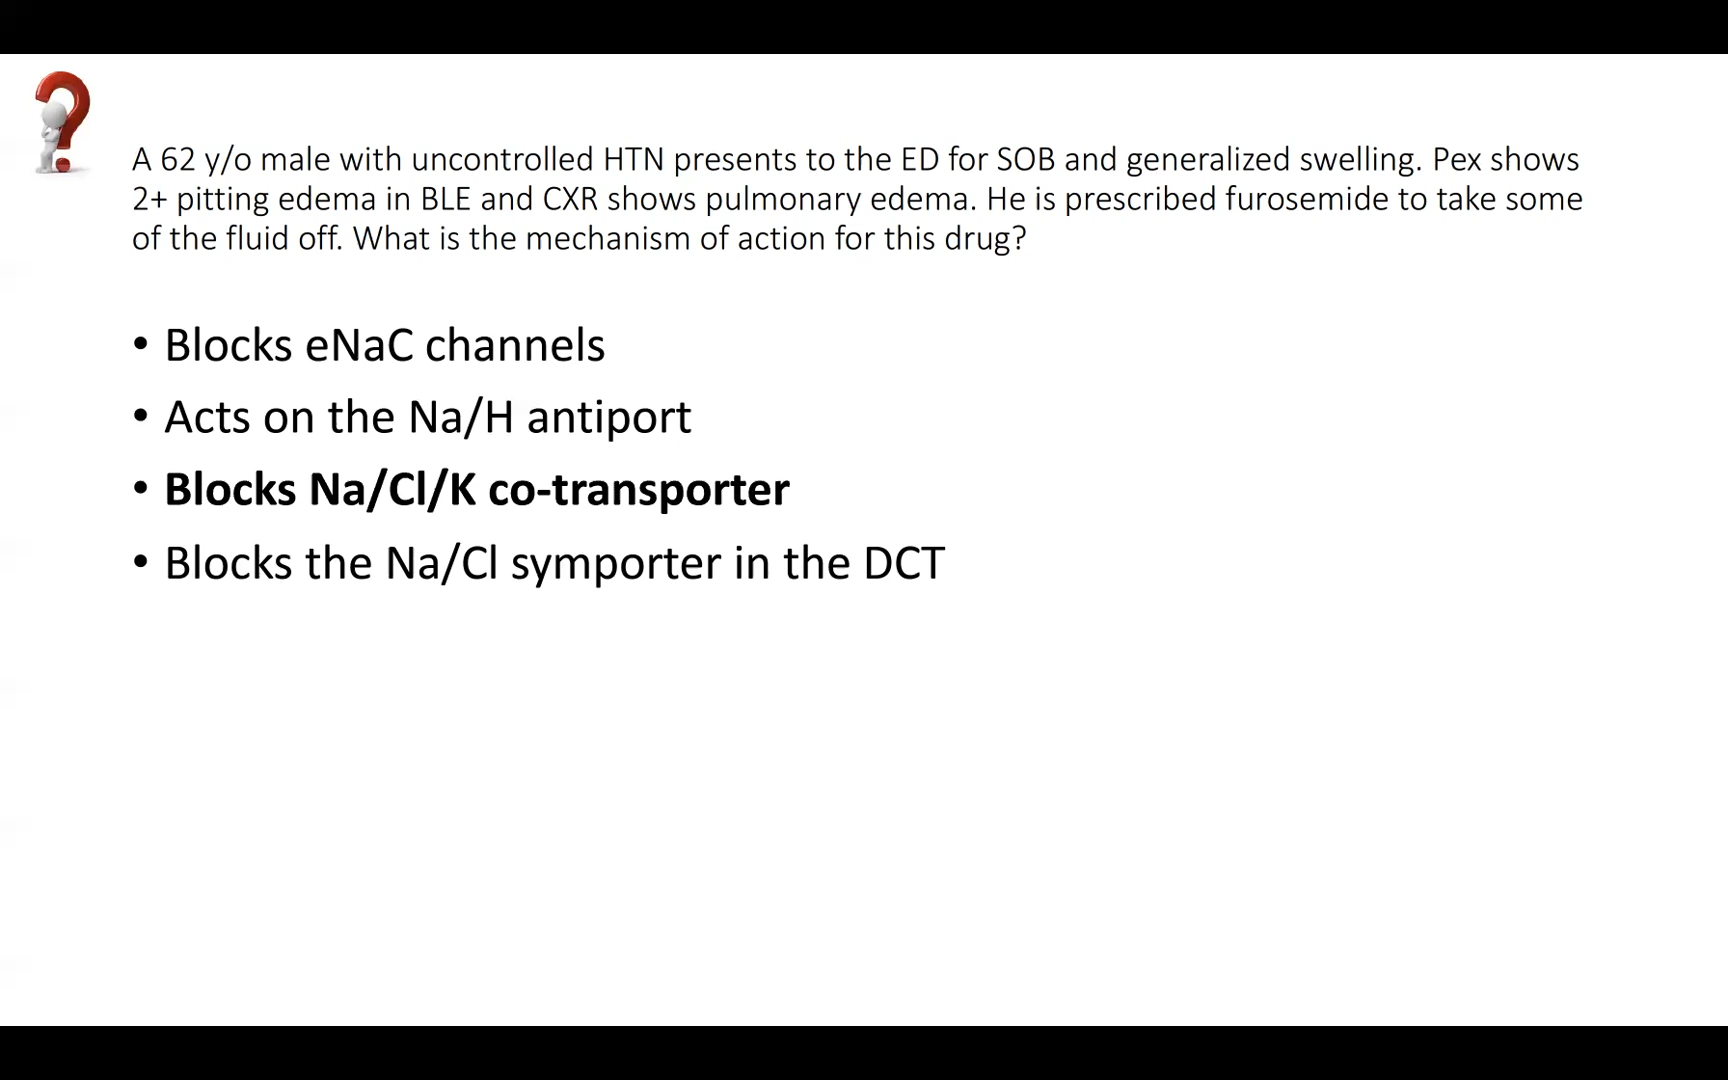 A 62 y/o male with uncontrolled HTN presents to the ED for SOB and generalized swelling. Pex shows
2+ pitting edema in BLE and CXR shows pulmonary edema. He is prescribed furosemide to take some
of the fluid off. What is the mechanism of action for this drug?
• Blocks eNaC channels
• Acts on the Na/H antiport
• Blocks Na/Cl/K co-transporter
• Blocks the Na/Cl symporter in the DCT